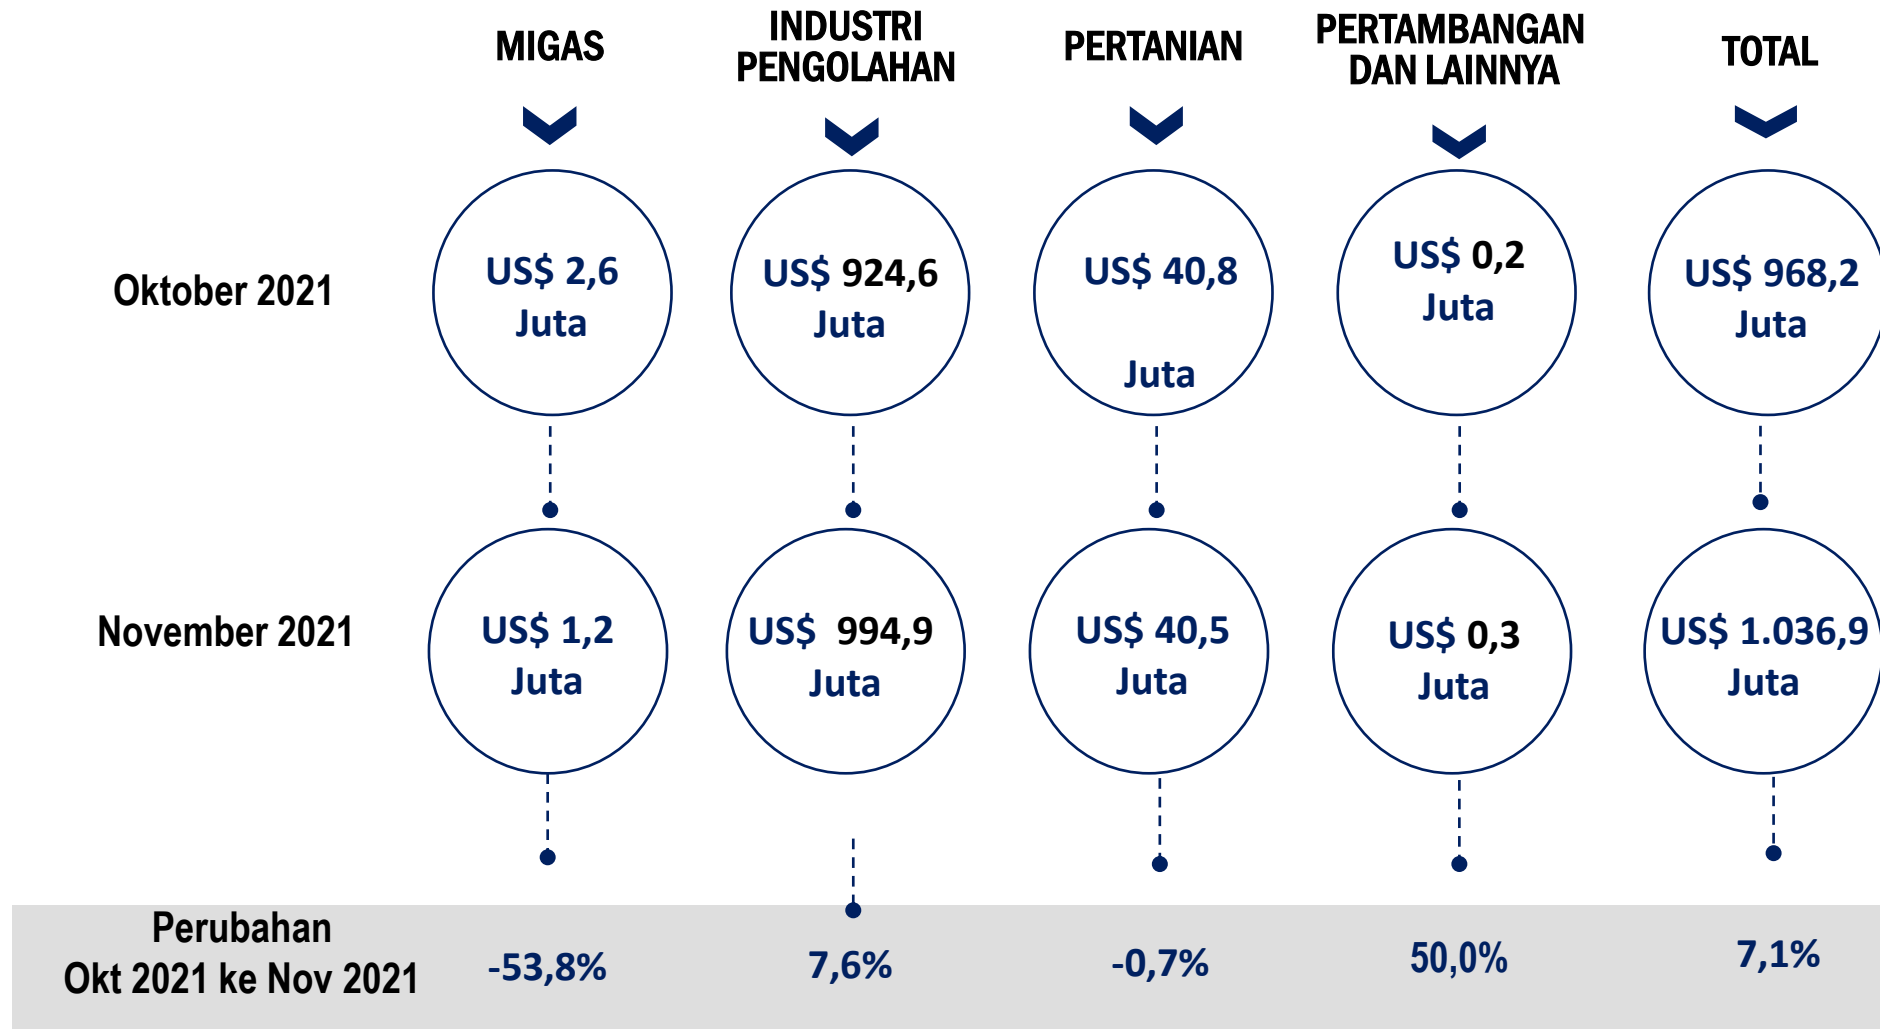 MIGAS
INDUSTRI
PENGOLAHAN
PERTANIAN
PERTAMBANGAN
DAN LAINNYA
TOTAL
Oktober 2021
US$ 2,6
Juta
US$ 924,6
Juta
US$ 40,8
Juta
US$ 0,2
Juta
US$ 968,2
Juta
November 2021
US$ 1,2
Juta
US$ 994,9
Juta
US$ 40,5
Juta
US$ 0,3
Juta
US$ 1.036,9
Juta
Perubahan
Okt 2021 ke Nov 2021
-53,8%
7,6%
-0,7%
50,0%
7,1%